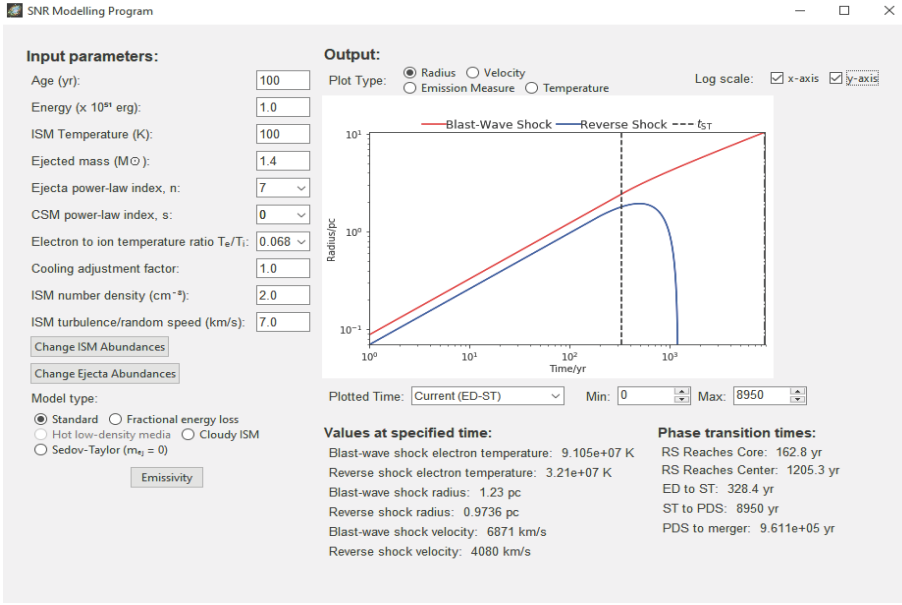 SNR Modelling Program
Input parameters:
Age (yr): 100
Energy (x 10⁵¹ erg): 1.0
ISM Temperature (K): 100
Ejected mass (M⊙): 1.4
Ejecta power-law index, n: 7
CSM power-law index, s: 0
Electron to ion temperature ratio Tₑ/Tᵢ: 0.068
Cooling adjustment factor: 1.0
ISM number density (cm⁻³): 2.0
ISM turbulence/random speed (km/s): 7.0
Change ISM Abundances
Change Ejecta Abundances
Model type:
Standard Fractional energy loss
Hot low-density media Cloudy ISM
Sedov-Taylor (mₑⱼ = 0)
Emissivity
Output:
Plot Type: Radius Velocity
Emission Measure Temperature
Log scale: x-axis y-axis
Blast-Wave Shock Reverse Shock t_ST
10¹
10⁰
10⁻¹
Radius/pc
10⁰ 10¹ 10² 10³
Time/yr
Plotted Time: Current (ED-ST) Min: 0 Max: 8950
Values at specified time:
Blast-wave shock electron temperature: 9.105e+07 K
Reverse shock electron temperature: 3.21e+07 K
Blast-wave shock radius: 1.23 pc
Reverse shock radius: 0.9736 pc
Blast-wave shock velocity: 6871 km/s
Reverse shock velocity: 4080 km/s
Phase transition times:
RS Reaches Core: 162.8 yr
RS Reaches Center: 1205.3 yr
ED to ST: 328.4 yr
ST to PDS: 8950 yr
PDS to merger: 9.611e+05 yr